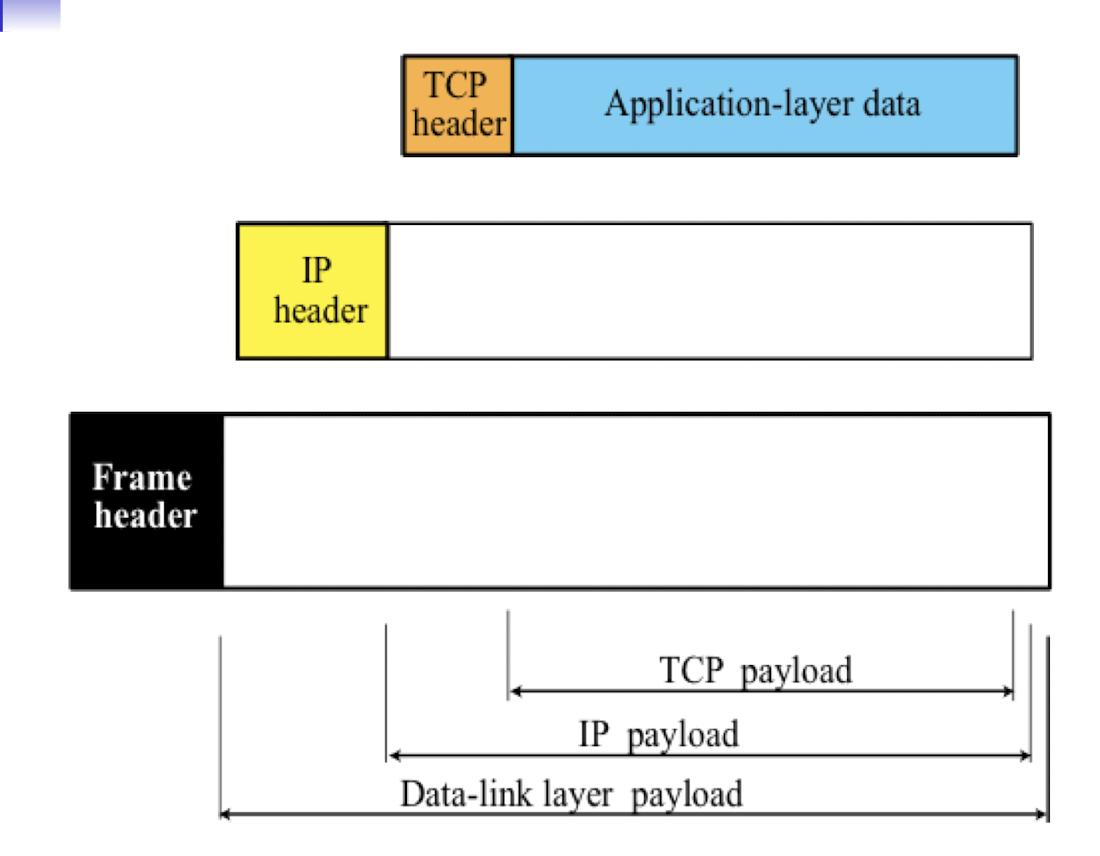 TCP
header
Application-layer data
IP
header
Frame
header
TCP payload
IP payload
Data-link layer payload